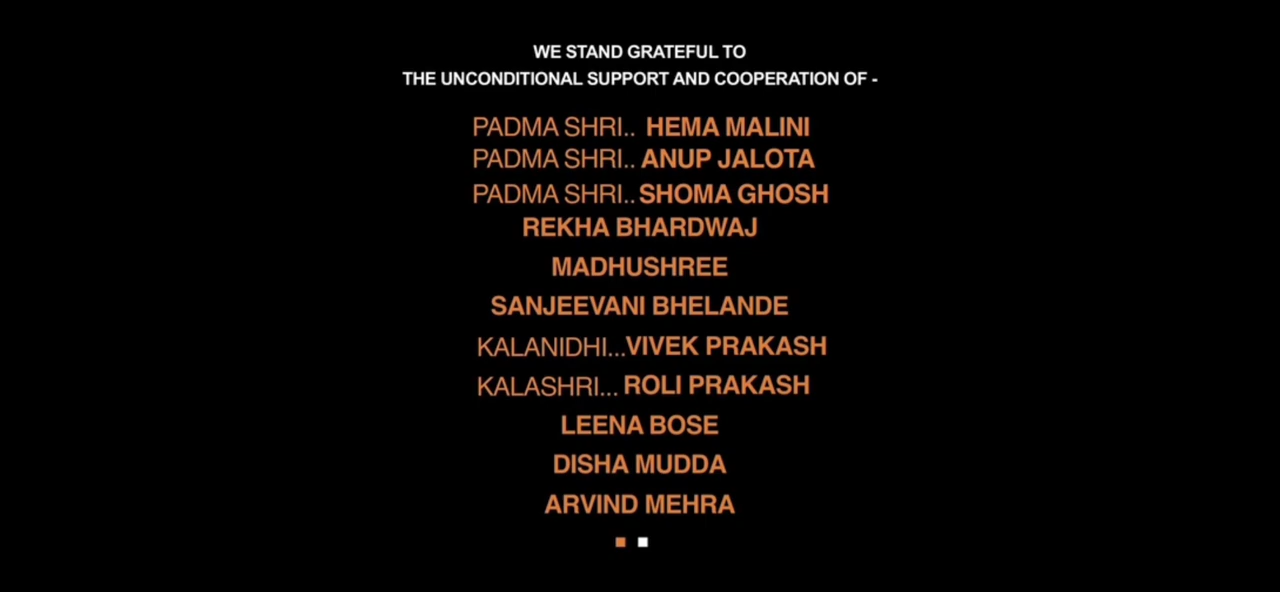 WE STAND GRATEFUL TO
THE UNCONDITIONAL SUPPORT AND COOPERATION OF -
PADMA SHRI.. HEMA MALINI
PADMA SHRI.. ANUP JALOTA
PADMA SHRI.. SHOMA GHOSH
REKHA BHARDWAJ
MADHUSHREE
SANJEEVANI BHELANDE
KALANIDHI...VIVEK PRAKASH
KALASHRI... ROLI PRAKASH
LEENA BOSE
DISHA MUDDA
ARVIND MEHRA